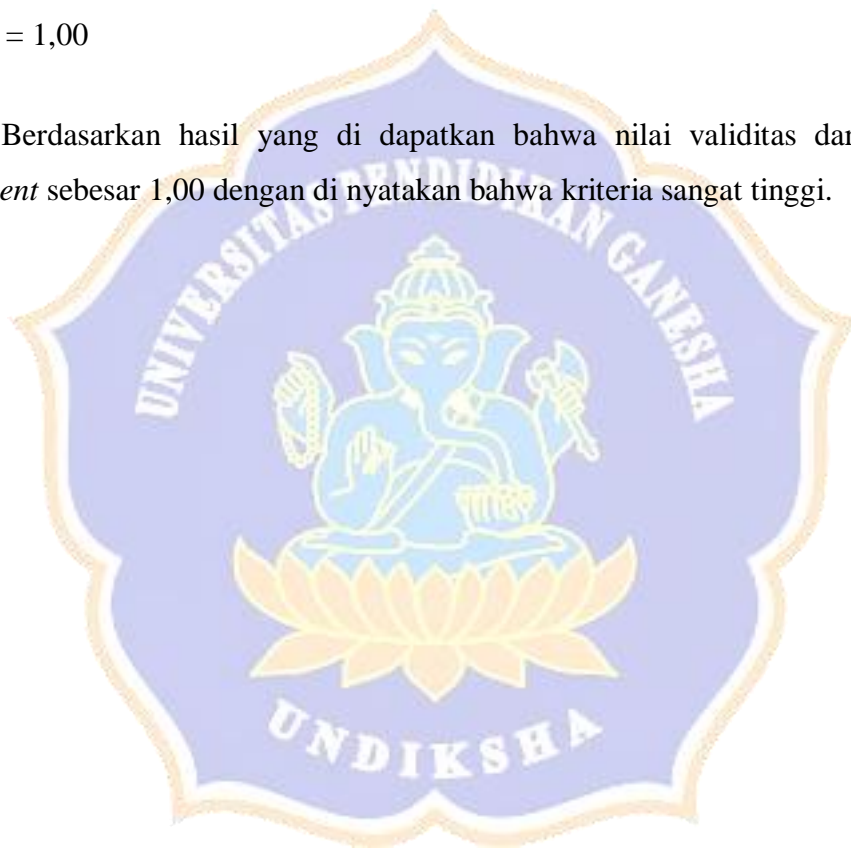 = 1,00
Berdasarkan hasil yang di dapatkan bahwa nilai validitas dar
ent sebesar 1,00 dengan di nyatakan bahwa kriteria sangat tinggi.
UNIVERSITAS PENDIDIKAN GANESHA
UNDIKSHA